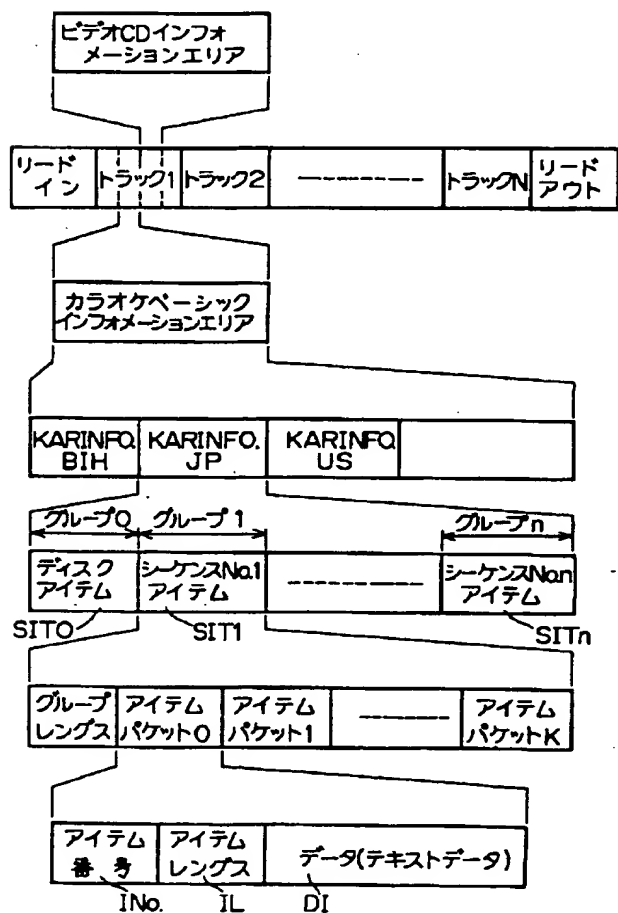 ビデオCDインフォ
メーションエリア
リード
イン
トラック1
トラック2
トラックN
リード
アウト
カラオケベーシック
インフォメーションエリア
KARINFO.
BIH
KARINFO.
JP
KARINFO.
US
グループ0
グループ1
グループn
ディスク
アイテム
シーケンスNo.1
アイテム
シーケンスNo.n
アイテム
SIT0
SIT1
SITn
グループ
レングス
アイテム
パケット0
アイテム
パケット1
アイテム
パケットK
アイテム
番号
アイテム
レングス
データ(テキストデータ)
INo.
IL
DI